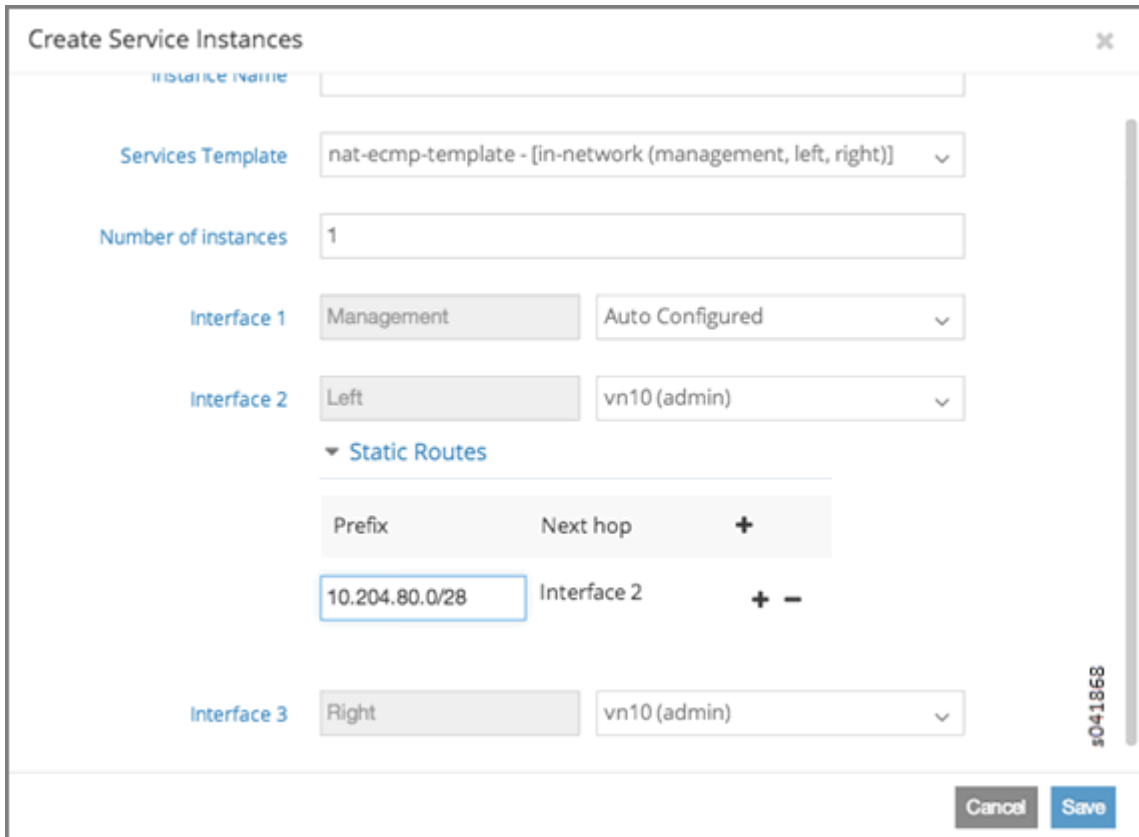 Create Service Instances ×
Instance Name
Services Template nat-ecmp-template - [in-network (management, left, right)]
Number of instances 1
Interface 1 Management Auto Configured
Interface 2 Left vn10 (admin)
Static Routes
Prefix Next hop +
10.204.80.0/28 Interface 2 + −
Interface 3 Right vn10 (admin)
s041868
Cancel Save